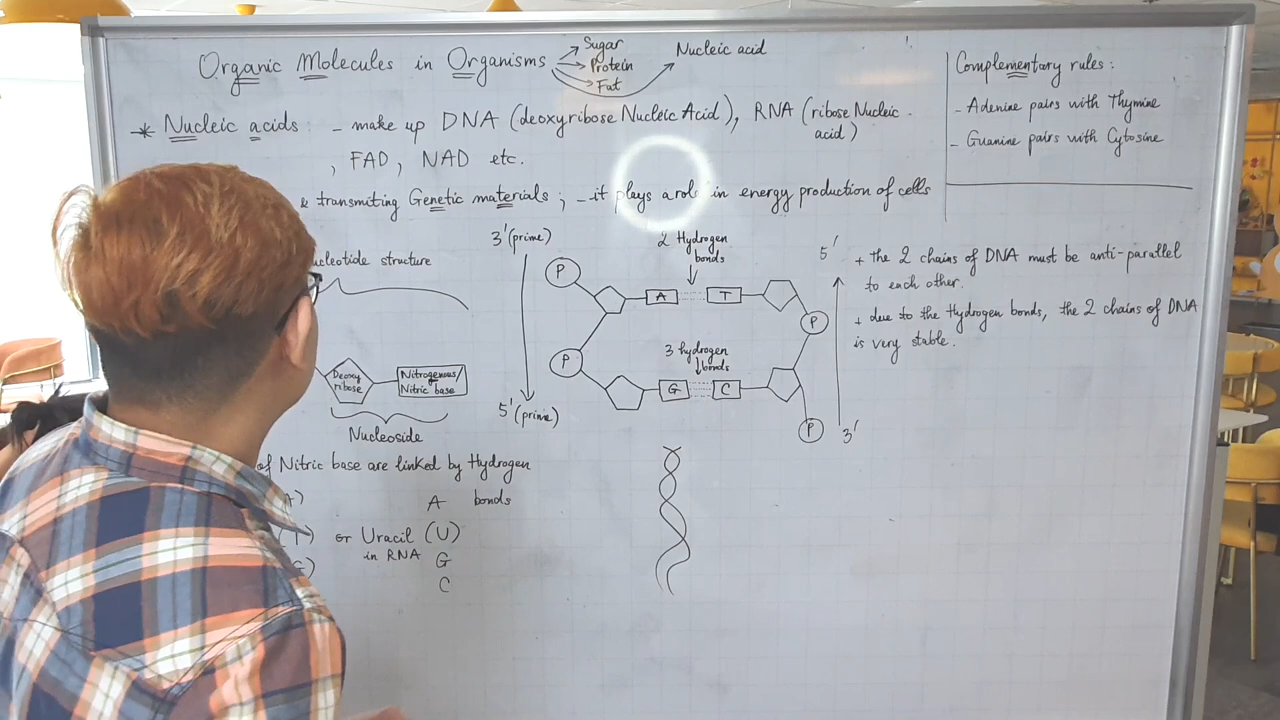 Organic Molecules in Organisms
Sugar
Protein
Fat
Nucleic acid
* Nucleic acids : - make up DNA (deoxyribose Nucleic Acid), RNA (ribose Nucleic
acid)
, FAD, NAD etc.
& transmiting Genetic materials ; - it plays a role in energy production of cells
Complementary rules :
- Adenine pairs with Thymine
- Guanine pairs with Cytosine
structure
Deoxy
ribose
Nitrogenous/
Nitric base
Nucleoside
of Nitric base are linked by Hydrogen
bonds
A
or Uracil (U)
in RNA
G
C
3'(prime)
5'(prime)
2 Hydrogen
bonds
P
A
T
P
3 hydrogen
bonds
P
G
C
P
5'
3'
+ the 2 chains of DNA must be anti-parallel
to each other.
+ due to the Hydrogen bonds, the 2 chains of DNA
is very stable.